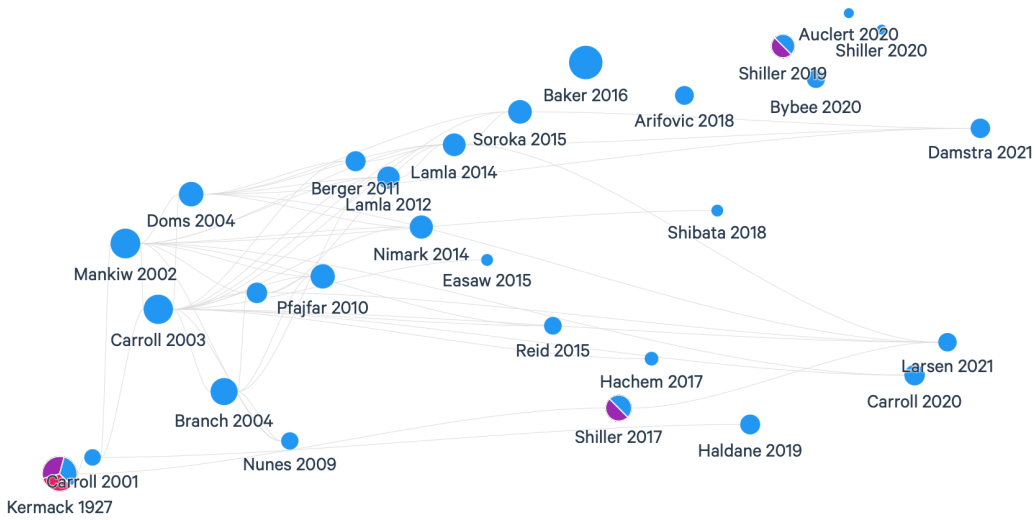 Auclert 2020
Shiller 2020
Shiller 2019
Baker 2016
Bybee 2020
Arifovic 2018
Soroka 2015
Damstra 2021
Lamla 2014
Berger 2011
Lamla 2012
Doms 2004
Shibata 2018
Nimark 2014
Mankiw 2002
Easaw 2015
Pfajfar 2010
Carroll 2003
Reid 2015
Larsen 2021
Hachem 2017
Carroll 2020
Branch 2004
Shiller 2017
Haldane 2019
Nunes 2009
Carroll 2001
Kermack 1927